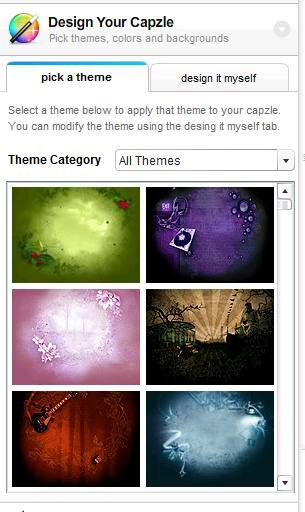 Design Your Capzle
Pick themes, colors and backgrounds
pick a theme
design it myself
Select a theme below to apply that theme to your capzle.
You can modify the theme using the desing it myself tab.
Theme Category
All Themes